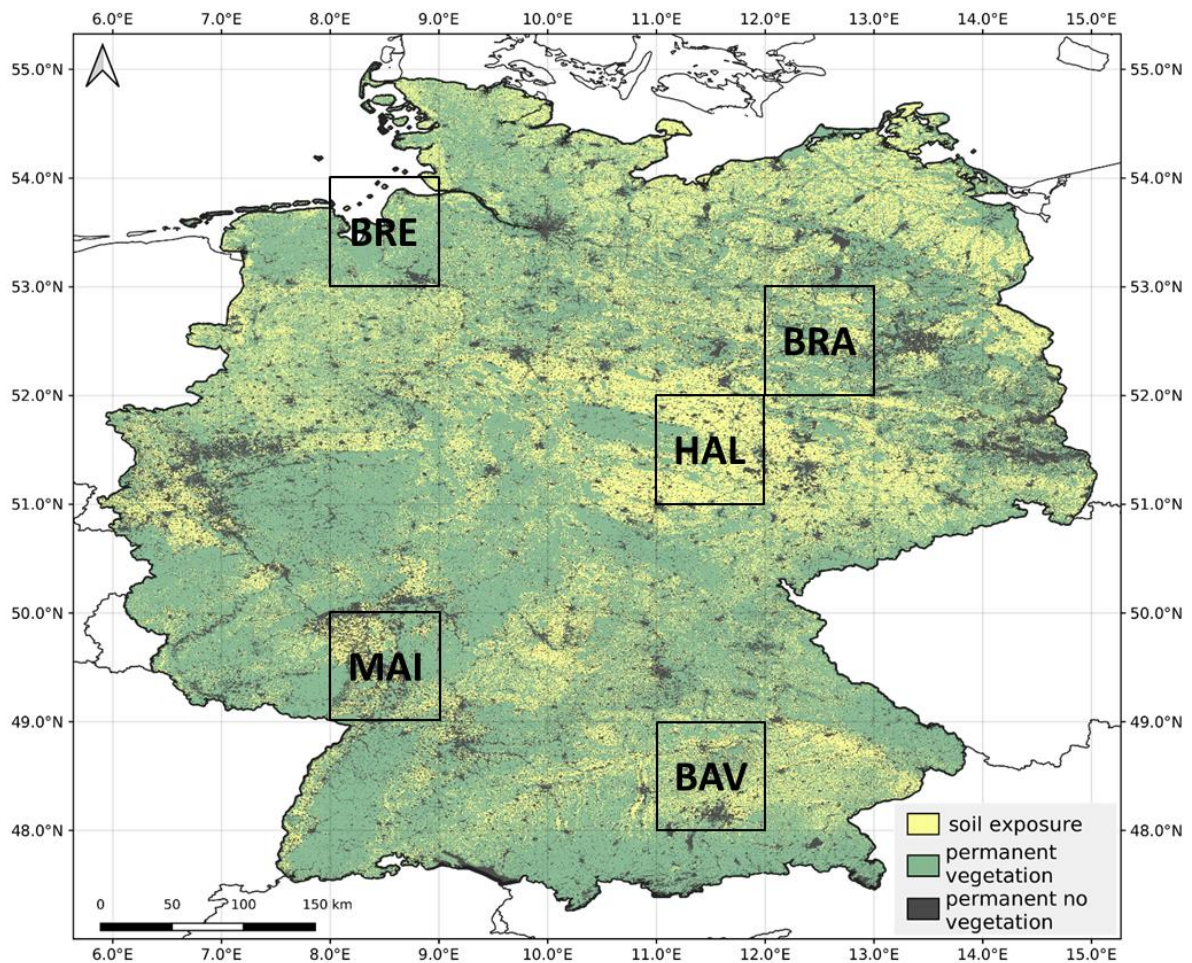 6.0°E 7.0°E 8.0°E 9.0°E 10.0°E 11.0°E 12.0°E 13.0°E 14.0°E 15.0°E
55.0°N 55.0°N
54.0°N 54.0°N
BRE
53.0°N 53.0°N
BRA
52.0°N 52.0°N
HAL
51.0°N 51.0°N
50.0°N 50.0°N
MAI
49.0°N 49.0°N
BAV
48.0°N 48.0°N
soil exposure
permanent
vegetation
permanent no
vegetation
0 50 100 150 km
6.0°E 7.0°E 8.0°E 9.0°E 10.0°E 11.0°E 12.0°E 13.0°E 14.0°E 15.0°E